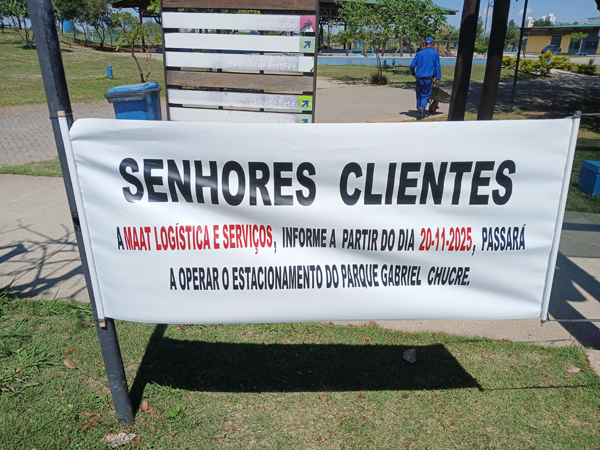 SENHORES CLIENTES
A MAAT LOGÍSTICA E SERVIÇOS, INFORME A PARTIR DO DIA 20-11-2025, PASSARÁ
A OPERAR O ESTACIONAMENTO DO PARQUE GABRIEL CHUCRE.